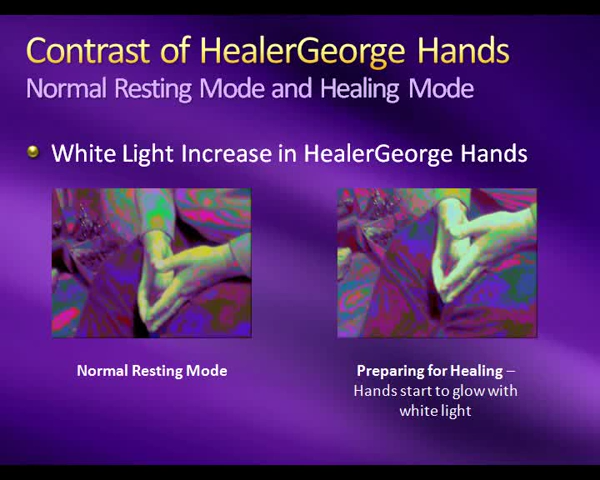 Contrast of HealerGeorge Hands
Normal Resting Mode and Healing Mode
White Light Increase in HealerGeorge Hands
Normal Resting Mode
Preparing for Healing –
Hands start to glow with
white light